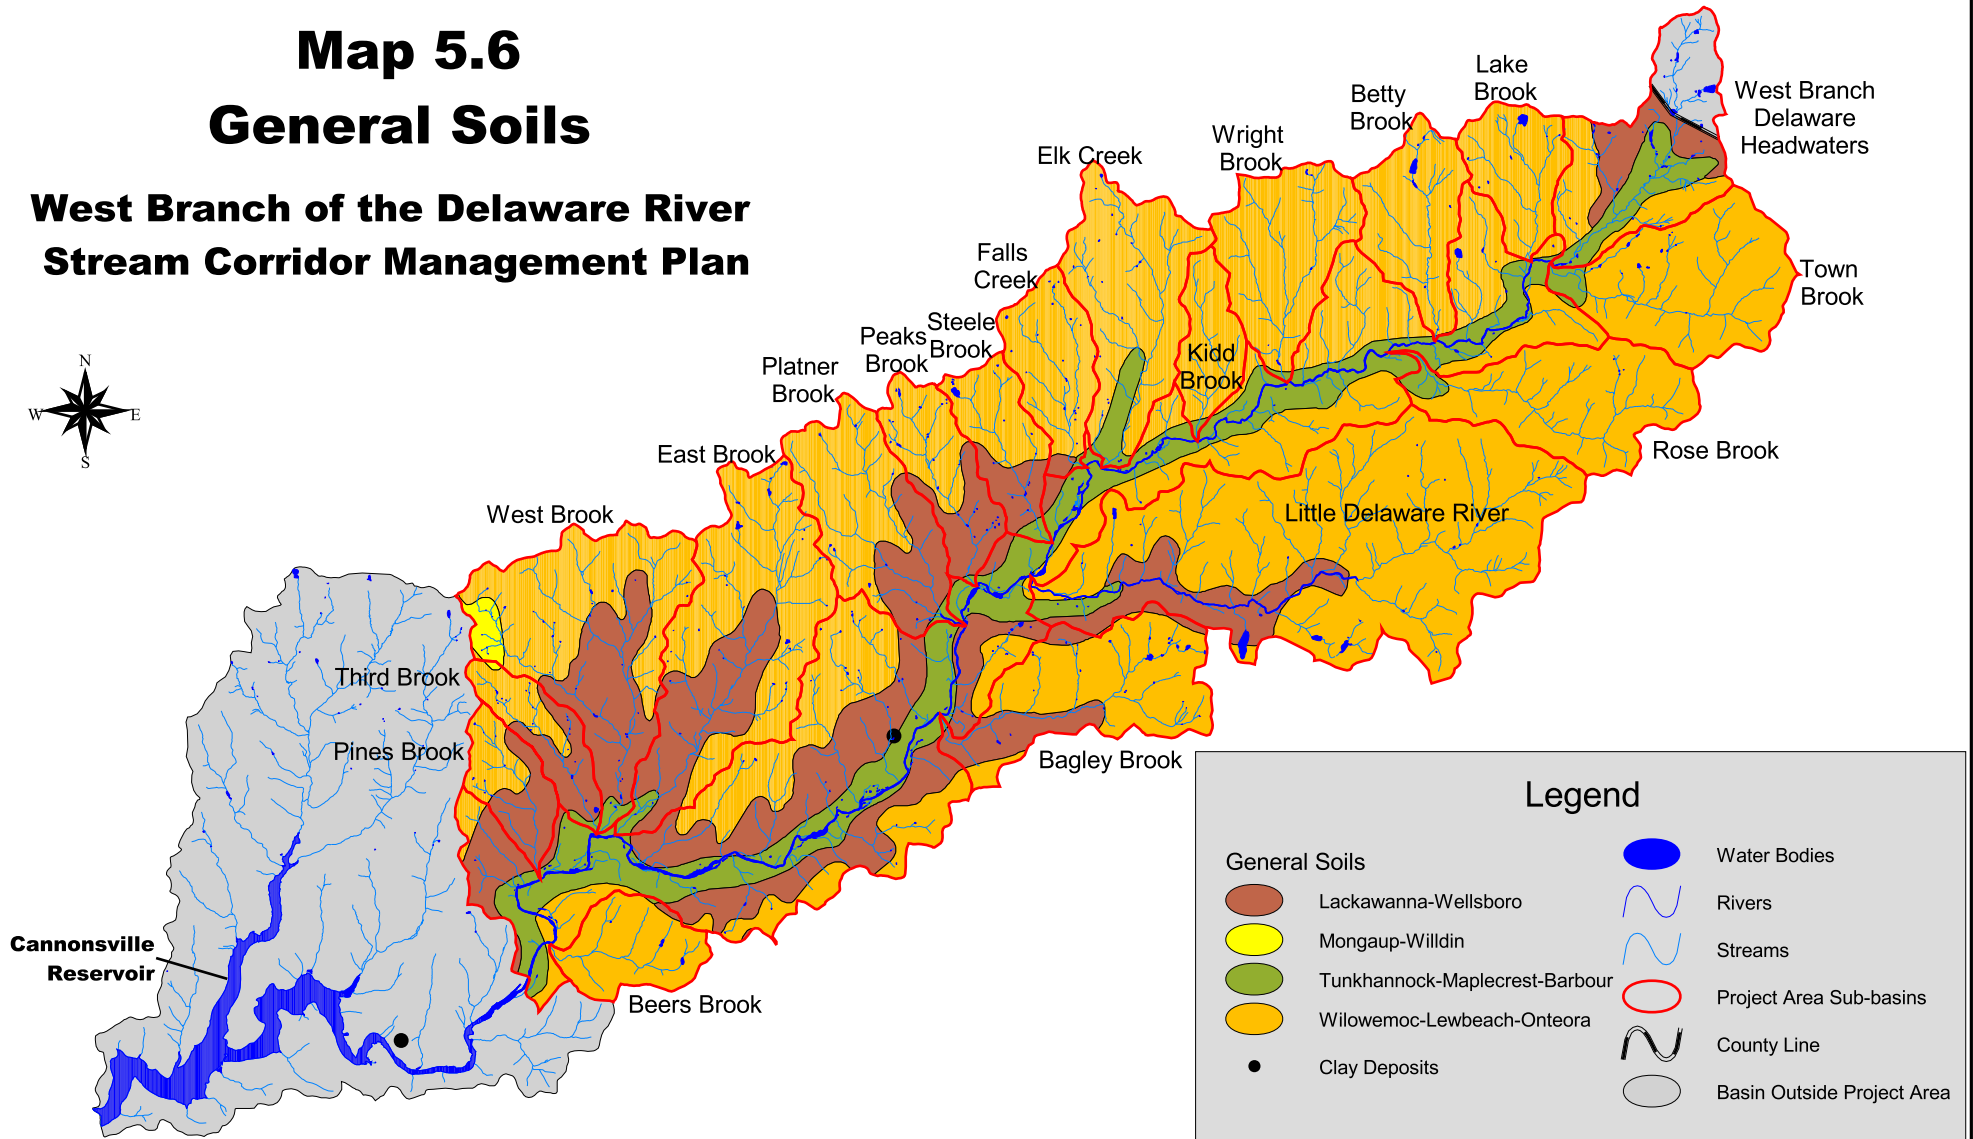 Map 5.6
General Soils
West Branch of the Delaware River
Stream Corridor Management Plan
N
W
E
S
Lake
Brook
Betty
Brook
West Branch
Delaware
Headwaters
Wright
Brook
Elk Creek
Falls
Creek
Town
Brook
Steele
Brook
Peaks
Brook
Kidd
Brook
Platner
Brook
East Brook
Rose Brook
West Brook
Little Delaware River
Third Brook
Pines Brook
Bagley Brook
Cannonsville
Reservoir
Beers Brook
Legend
General Soils
Lackawanna-Wellsboro
Mongaup-Willdin
Tunkhannock-Maplecrest-Barbour
Wilowemoc-Lewbeach-Onteora
Clay Deposits
Water Bodies
Rivers
Streams
Project Area Sub-basins
County Line
Basin Outside Project Area